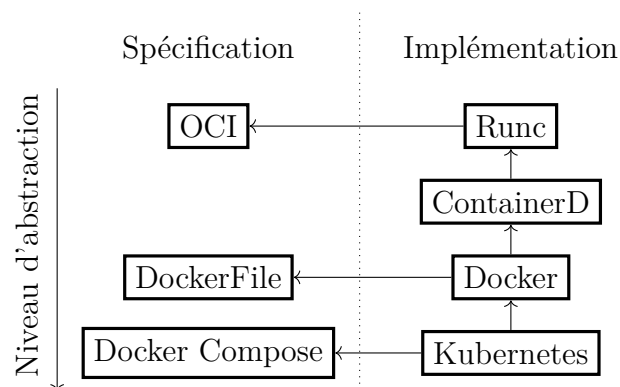 Spécification
Implémentation
Niveau d'abstraction
OCI
Runc
ContainerD
DockerFile
Docker
Docker Compose
Kubernetes